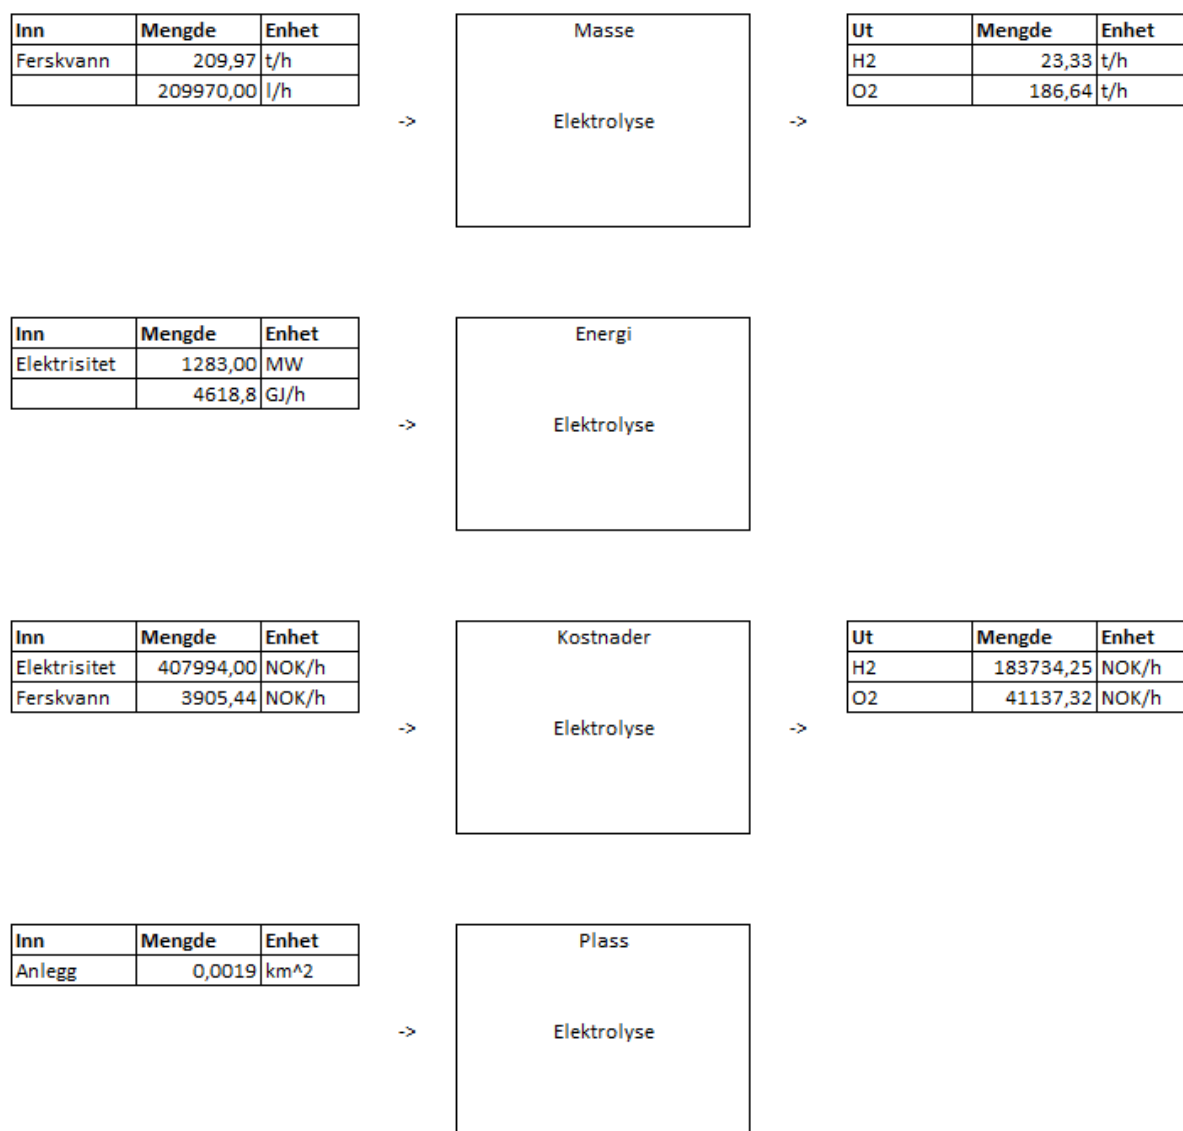 Inn Mengde Enhet Masse Ut Mengde Enhet
Ferskvann 209,97 t/h H2 23,33 t/h
209970,00 l/h O2 186,64 t/h
-> Elektrolyse ->
Inn Mengde Enhet Energi
Elektrisitet 1283,00 MW
4618,8 GJ/h
-> Elektrolyse
Inn Mengde Enhet Kostnader Ut Mengde Enhet
Elektrisitet 407994,00 NOK/h H2 183734,25 NOK/h
Ferskvann 3905,44 NOK/h O2 41137,32 NOK/h
-> Elektrolyse ->
Inn Mengde Enhet Plass
Anlegg 0,0019 km^2
-> Elektrolyse